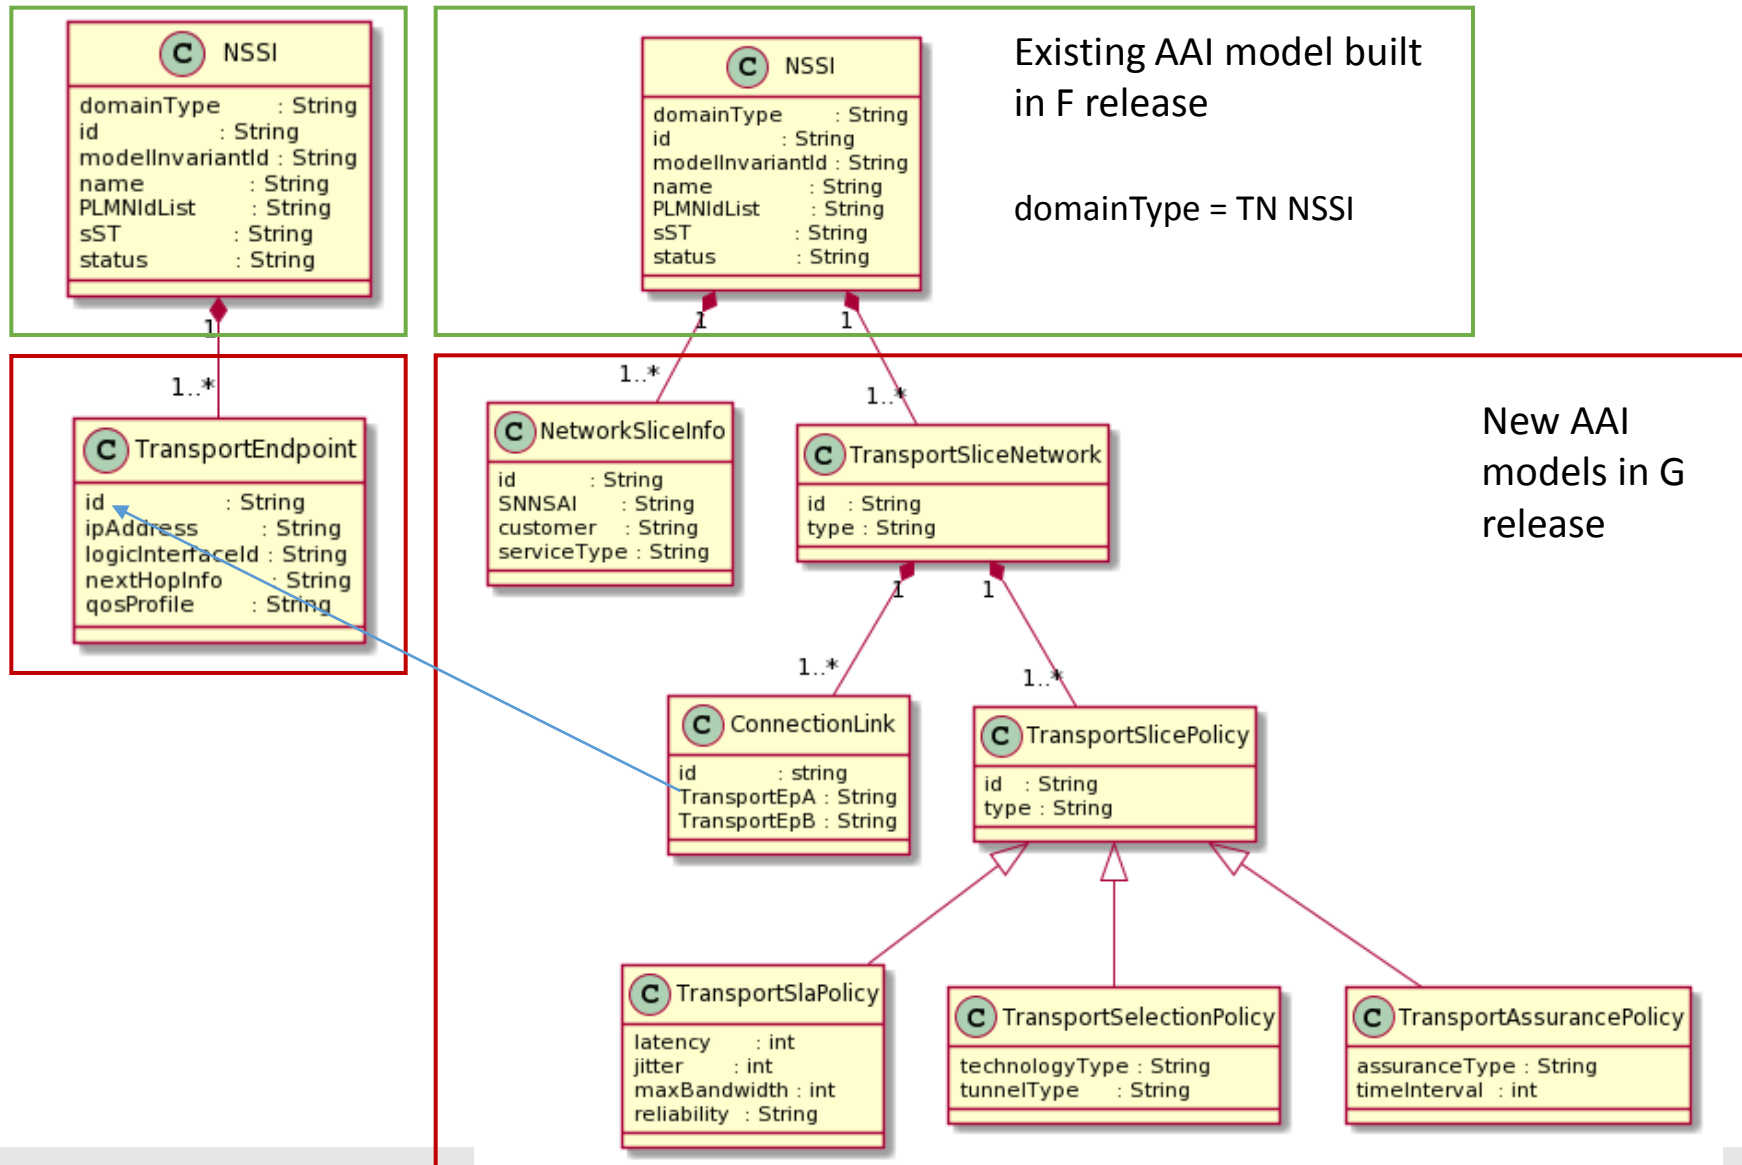 C NSSI
domainType : String
id : String
modelInvariantId : String
name : String
PLMNIdList : String
sST : String
status : String
1
1..*
C TransportEndpoint
id : String
ipAddress : String
logicInterfaceId : String
nextHopInfo : String
qosProfile : String
C NSSI
domainType : String
id : String
modelInvariantId : String
name : String
PLMNIdList : String
sST : String
status : String
1
1
Existing AAI model built
in F release
domainType = TN NSSI
1..*
1..*
C NetworkSliceInfo
id : String
SNNSAI : String
customer : String
serviceType : String
C TransportSliceNetwork
id : String
type : String
1
1
New AAI
models in G
release
1..*
1..*
C ConnectionLink
id : string
TransportEpA : String
TransportEpB : String
C TransportSlicePolicy
id : String
type : String
C TransportSlaPolicy
latency : int
jitter : int
maxBandwidth : int
reliability : String
C TransportSelectionPolicy
technologyType : String
tunnelType : String
C TransportAssurancePolicy
assuranceType : String
timeInterval : int